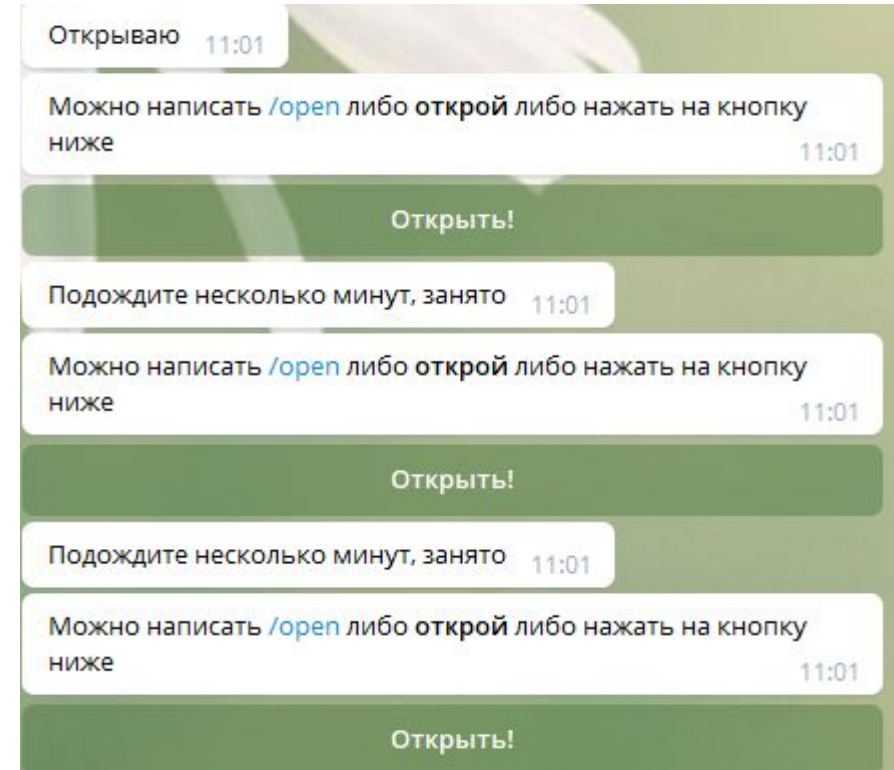 Открываю 11:01
Можно написать /open либо открой либо нажать на кнопку
ниже 11:01
Открыть!
Подождите несколько минут, занято 11:01
Можно написать /open либо открой либо нажать на кнопку
ниже 11:01
Открыть!
Подождите несколько минут, занято 11:01
Можно написать /open либо открой либо нажать на кнопку
ниже 11:01
Открыть!